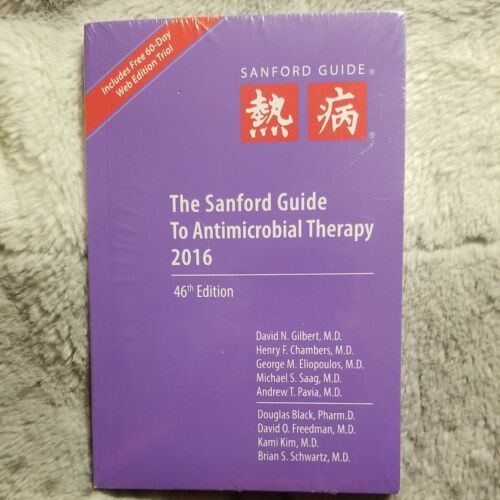 Includes Free 60-Day
Web Edition Trial
SANFORD GUIDE®
熱病®
The Sanford Guide
To Antimicrobial Therapy
2016
46th Edition
David N. Gilbert, M.D.
Henry F. Chambers, M.D.
George M. Eliopoulos, M.D.
Michael S. Saag, M.D.
Andrew T. Pavia, M.D.
Douglas Black, Pharm.D.
David O. Freedman, M.D.
Kami Kim, M.D.
Brian S. Schwartz, M.D.